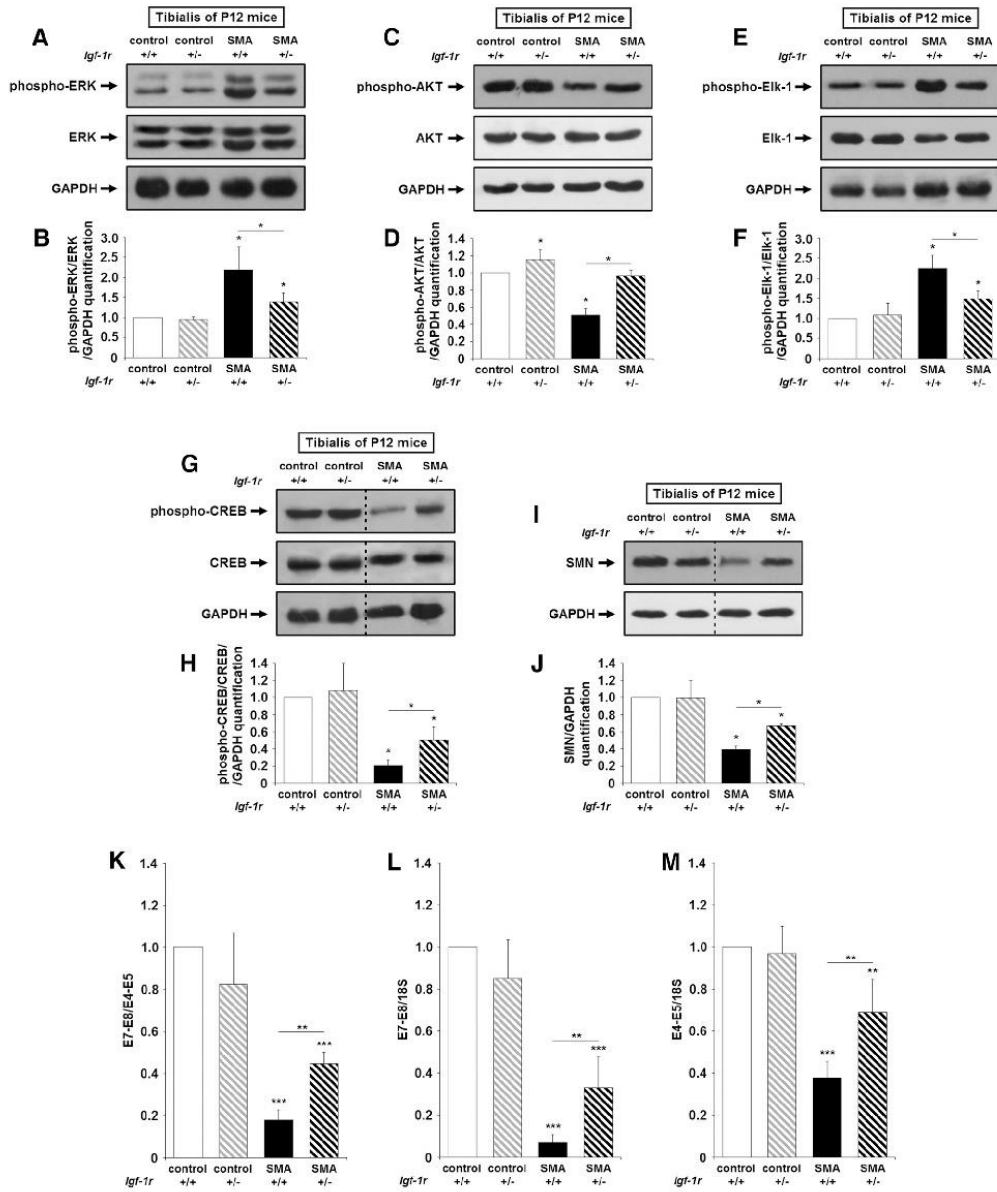 Tibialis of P12 mice
A
control control SMA SMA
Igf-1r +/+ +/- +/+ +/-
phospho-ERK
ERK
GAPDH
B
phospho-ERK/ERK
/GAPDH quantification
3.0
2.5
2.0
1.5
1.0
0.5
0
*
*
*
control control SMA SMA
Igf-1r +/+ +/- +/+ +/-
Tibialis of P12 mice
C
control control SMA SMA
Igf-1r +/+ +/- +/+ +/-
phospho-AKT
AKT
GAPDH
D
phospho-AKT/AKT
/GAPDH quantification
1.4
1.2
1.0
0.8
0.6
0.4
0.2
0
*
*
*
control control SMA SMA
Igf-1r +/+ +/- +/+ +/-
Tibialis of P12 mice
E
control control SMA SMA
Igf-1r +/+ +/- +/+ +/-
phospho-Elk-1
Elk-1
GAPDH
F
phospho-Elk-1/Elk-1
/GAPDH quantification
3.0
2.5
2.0
1.5
1.0
0.5
0
*
*
*
control control SMA SMA
Igf-1r +/+ +/- +/+ +/-
Tibialis of P12 mice
G
control control SMA SMA
Igf-1r +/+ +/- +/+ +/-
phospho-CREB
CREB
GAPDH
H
phospho-CREB/CREB/
/GAPDH quantification
1.4
1.2
1.0
0.8
0.6
0.4
0.2
0
*
*
*
control control SMA SMA
Igf-1r +/+ +/- +/+ +/-
Tibialis of P12 mice
I
control control SMA SMA
Igf-1r +/+ +/- +/+ +/-
SMN
GAPDH
J
SMN/GAPDH
quantification
1.4
1.2
1.0
0.8
0.6
0.4
0.2
0
*
*
*
control control SMA SMA
Igf-1r +/+ +/- +/+ +/-
K
E7-E8/E4-E5
1.4
1.2
1.0
0.8
0.6
0.4
0.2
0
**
***
***
control control SMA SMA
Igf-1r +/+ +/- +/+ +/-
L
E7-E8/18S
1.4
1.2
1.0
0.8
0.6
0.4
0.2
0
**
***
***
control control SMA SMA
Igf-1r +/+ +/- +/+ +/-
M
E4-E5/18S
1.4
1.2
1.0
0.8
0.6
0.4
0.2
0
**
**
***
control control SMA SMA
Igf-1r +/+ +/- +/+ +/-